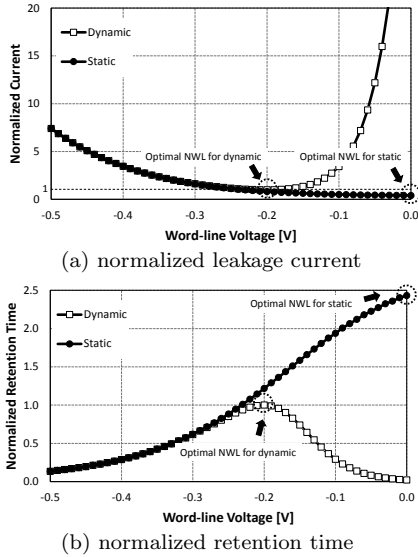 20
15
10
5
1
0
Normalized Current
Dynamic
Static
Optimal NWL for dynamic
Optimal NWL for static
-0.5 -0.4 -0.3 -0.2 -0.1 0.0
Word-line Voltage [V]
(a) normalized leakage current
2.5
2.0
1.5
1.0
0.5
0.0
Normalized Retention Time
Dynamic
Static
Optimal NWL for static
Optimal NWL for dynamic
-0.5 -0.4 -0.3 -0.2 -0.1 0.0
Word-line Voltage [V]
(b) normalized retention time